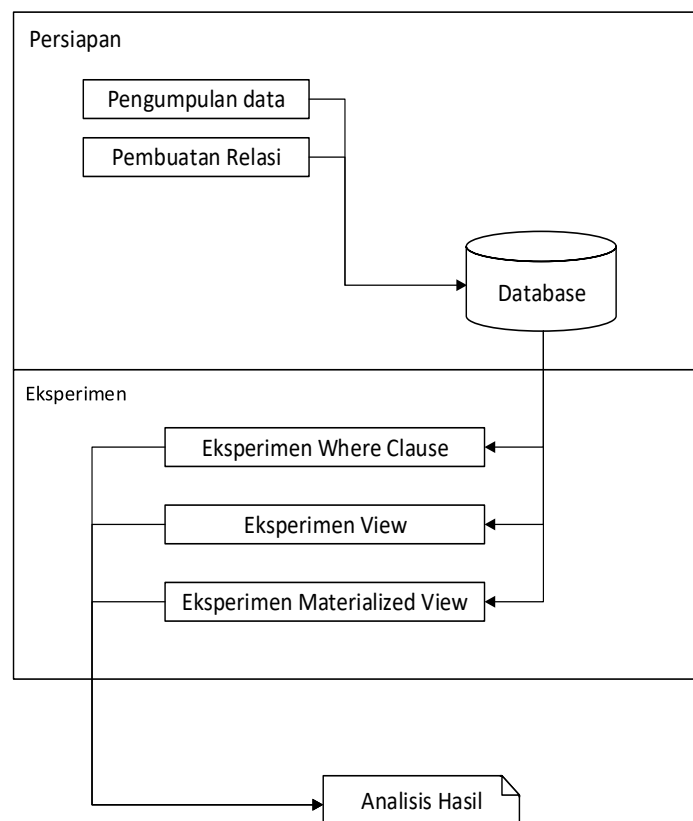 Persiapan
Pengumpulan data
Pembuatan Relasi
Database
Eksperimen
Eksperimen Where Clause
Eksperimen View
Eksperimen Materialized View
Analisis Hasil